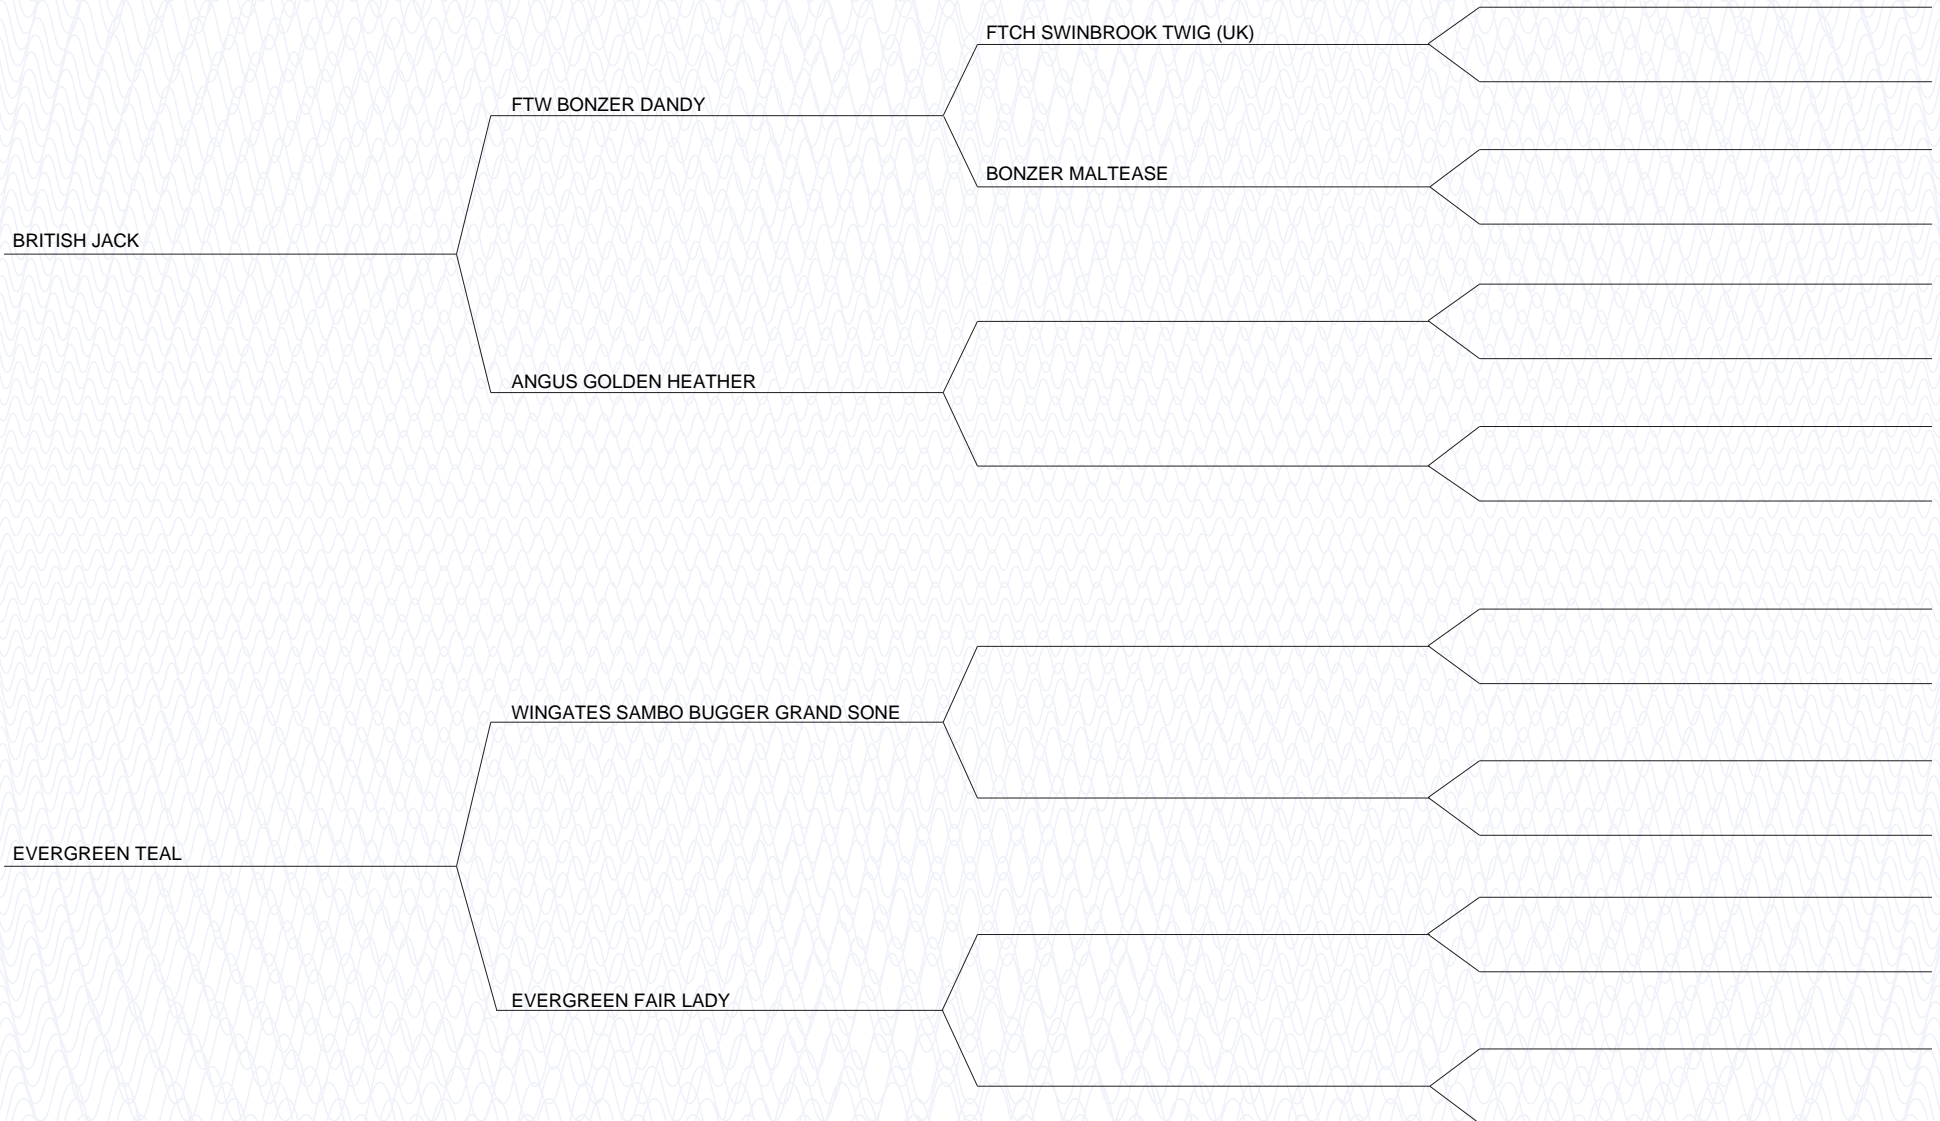 FTCH SWINBROOK TWIG (UK)
FTW BONZER DANDY
BONZER MALTEASE
BRITISH JACK
ANGUS GOLDEN HEATHER
WINGATES SAMBO BUGGER GRAND SONE
EVERGREEN TEAL
EVERGREEN FAIR LADY